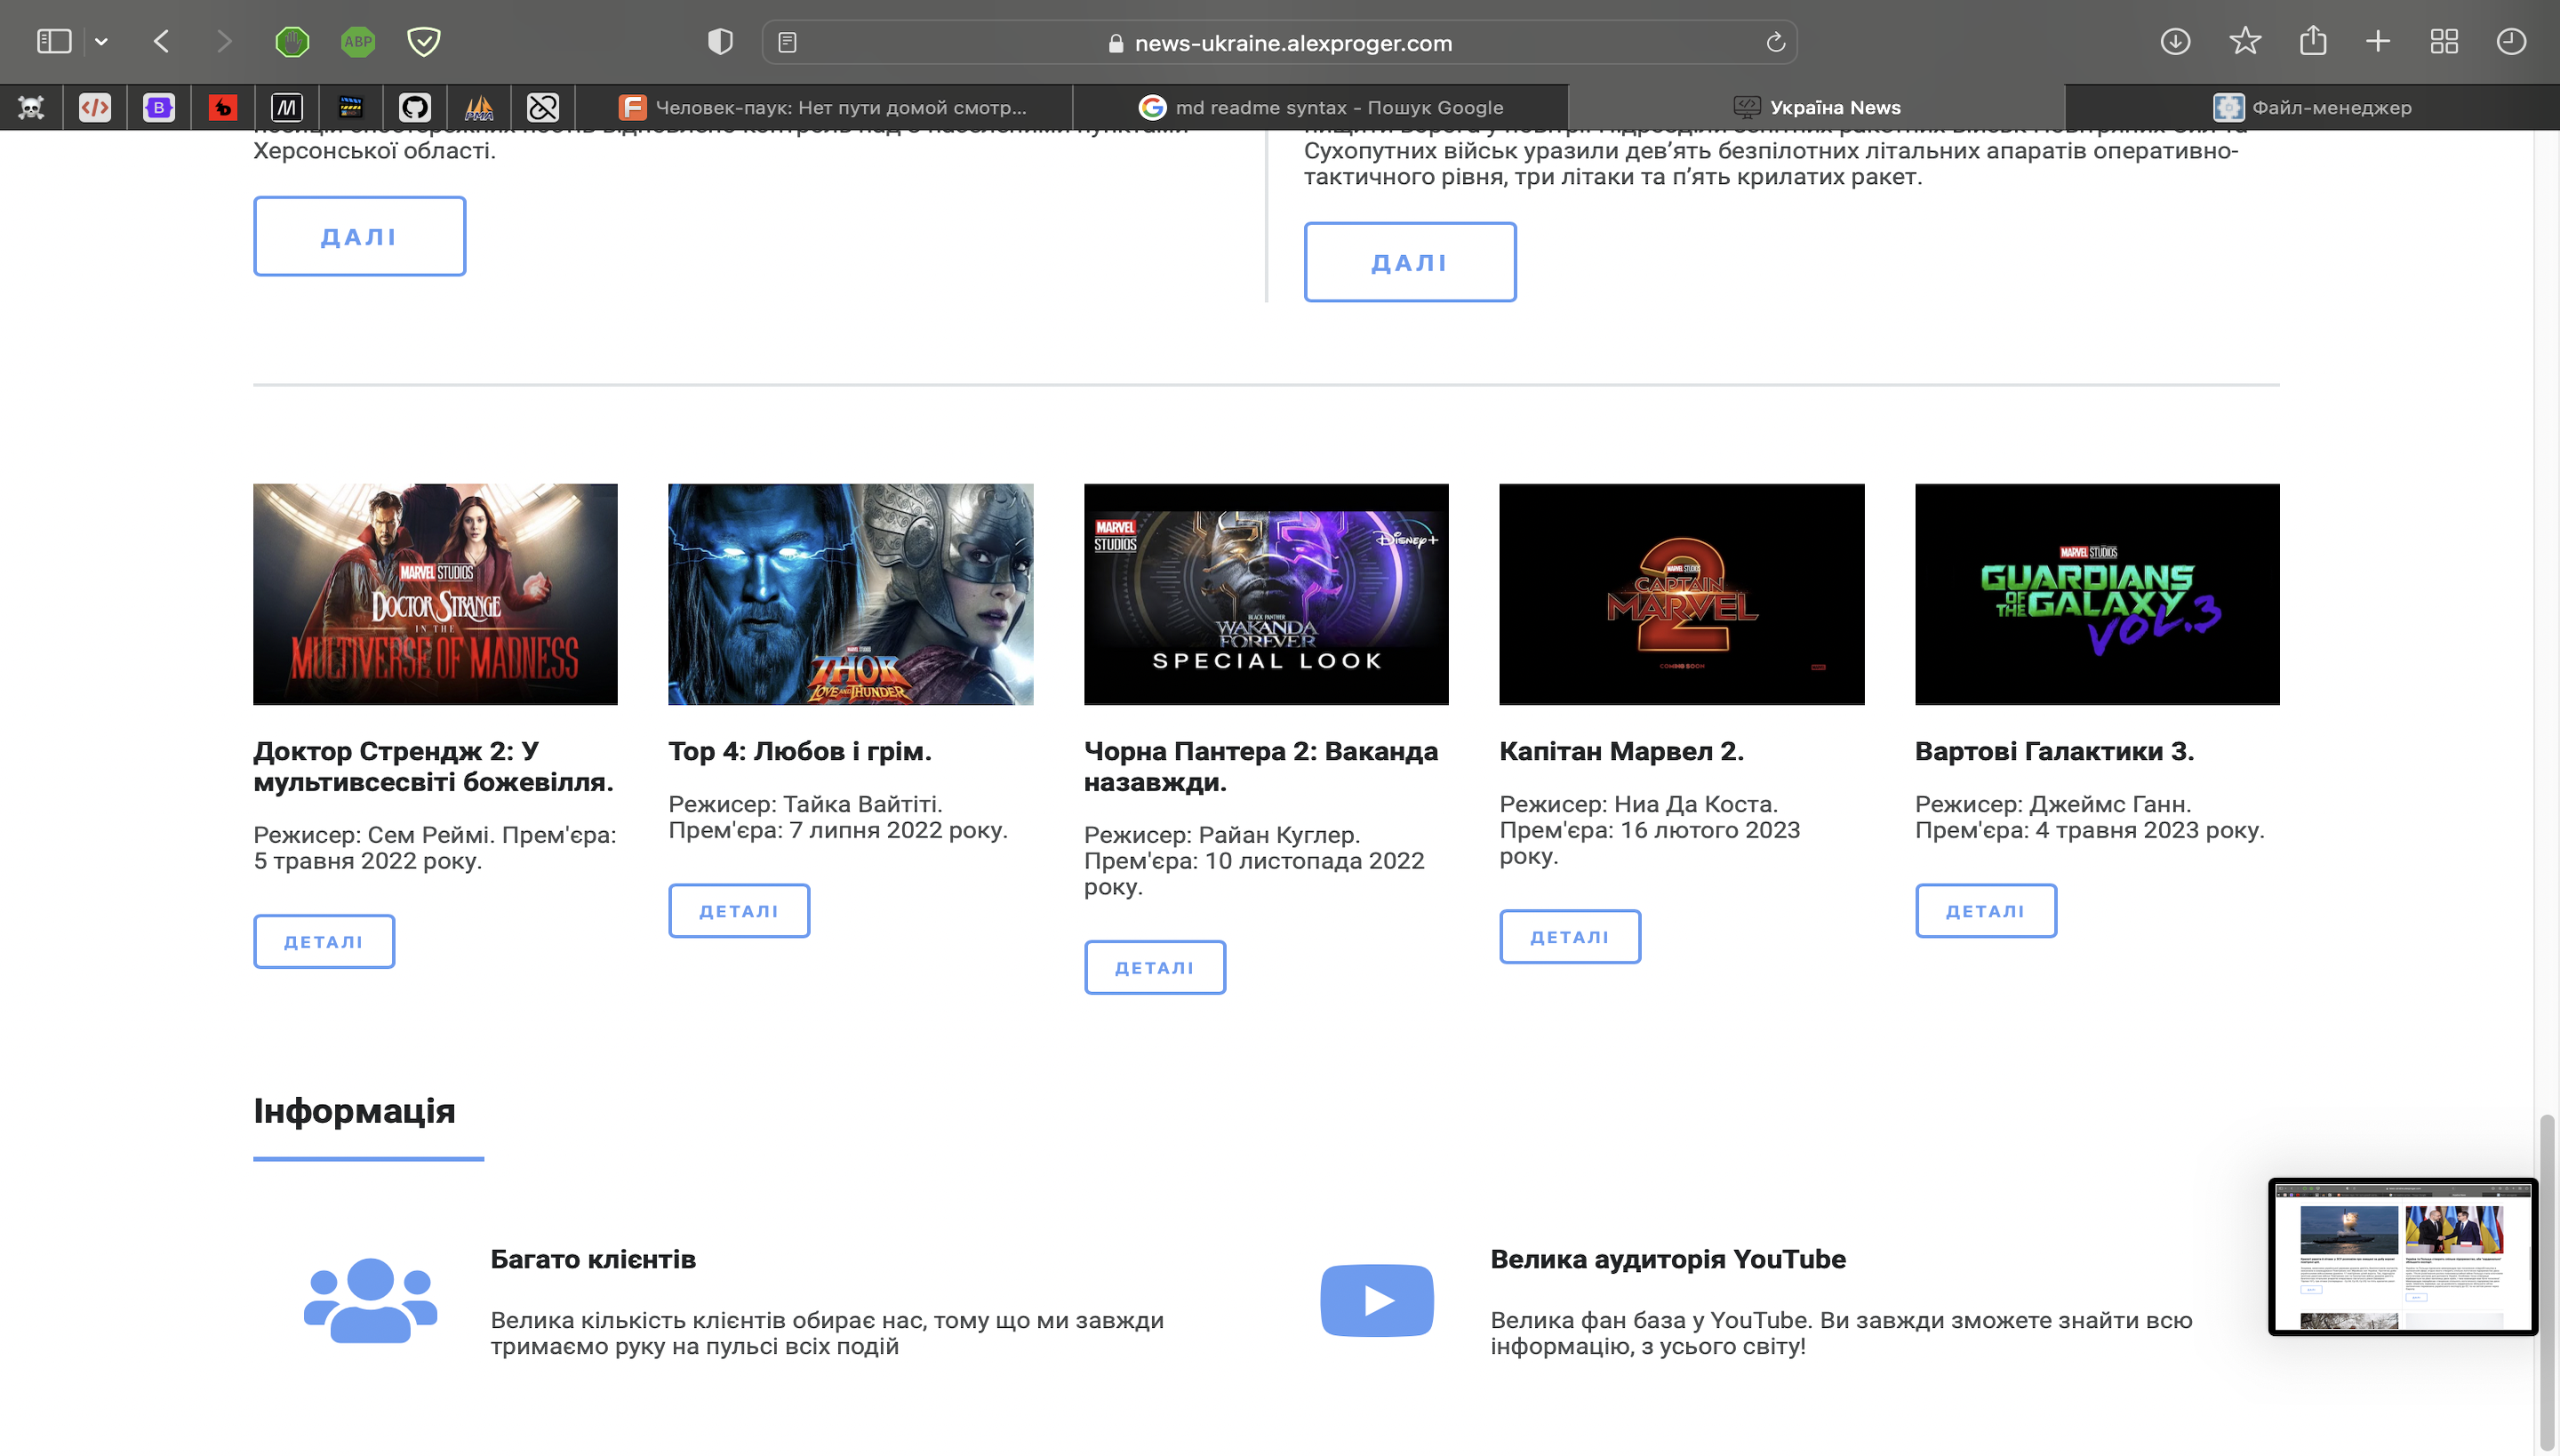 ABP
news-ukraine.alexproger.com
Человек-паук: Нет пути домой смотр...
md readme syntax - Пошук Google
Україна News
Файл-менеджер
Херсонської області.
Сухопутних військ уразили дев’ять безпілотних літальних апаратів оперативно-
тактичного рівня, три літаки та п’ять крилатих ракет.
ДАЛІ
ДАЛІ
MARVEL STUDIOS
DOCTOR STRANGE
IN THE
MULTIVERSE OF MADNESS
THOR
LOVE AND THUNDER
MARVEL
STUDIOS
Disney+
BLACK PANTHER
WAKANDA
FOREVER
SPECIAL LOOK
2
MARVEL STUDIOS
CAPTAIN
MARVEL
COMING SOON
MARVEL STUDIOS
GUARDIANS
OF THE GALAXY
VOL.3
Доктор Стрендж 2: У
мультивсесвіті божевілля.
Режисер: Сем Реймі. Прем'єра:
5 травня 2022 року.
ДЕТАЛІ
Тор 4: Любов і грім.
Режисер: Тайка Вайтіті.
Прем'єра: 7 липня 2022 року.
ДЕТАЛІ
Чорна Пантера 2: Ваканда
назавжди.
Режисер: Райан Куглер.
Прем'єра: 10 листопада 2022
року.
ДЕТАЛІ
Капітан Марвел 2.
Режисер: Ниа Да Коста.
Прем'єра: 16 лютого 2023
року.
ДЕТАЛІ
Вартові Галактики 3.
Режисер: Джеймс Ганн.
Прем'єра: 4 травня 2023 року.
ДЕТАЛІ
Інформація
Багато клієнтів
Велика кількість клієнтів обирає нас, тому що ми завжди
тримаємо руку на пульсі всіх подій
Велика аудиторія YouTube
Велика фан база у YouTube. Ви завжди зможете знайти всю
інформацію, з усього світу!